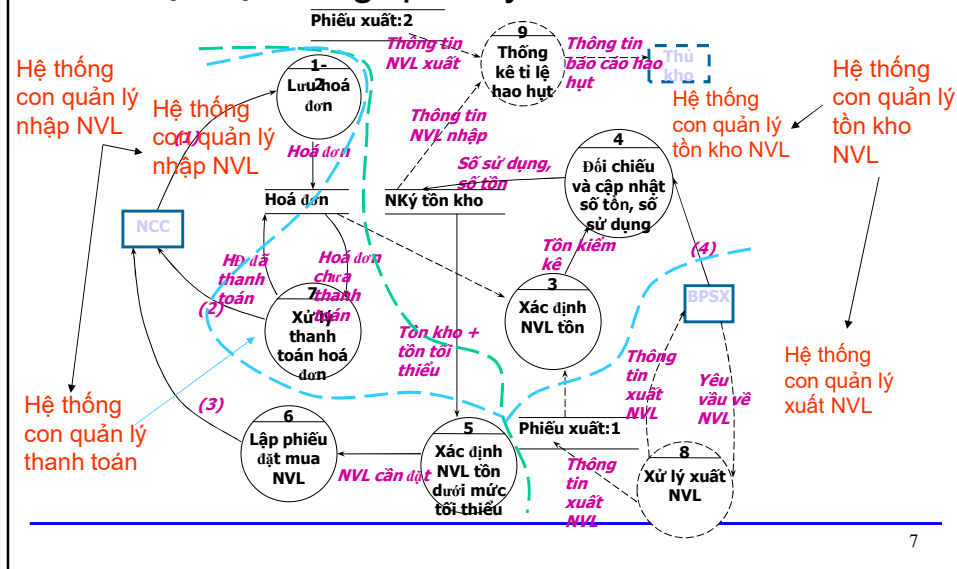 Phiếu xuất:2
Thông tin
NVL xuất
9
Thống
kê tỉ lệ
hao hụt
Thông tin
báo cáo hao
hụt
Thủ
kho
Hệ thống
con quản lý
nhập NVL
Hệ thống
con quản lý
nhập NVL
(1)
1-
2
Lưu hoá
đơn
Hoá đơn
Hoá đơn
Thông tin
NVL nhập
Số sử dụng,
số tồn
NKý tồn kho
4
Đối chiếu
và cập nhật
số tồn, số
sử dụng
Hệ thống
con quản lý
tồn kho NVL
Hệ thống
con quản lý
tồn kho
NVL
NCC
HĐ đã
thanh
toán
Hoá đơn
chưa
thanh
toán
(2)
7
Xử lý
thanh
toán hoá
đơn
Tồn kiểm
kê
(4)
3
Xác định
NVL tồn
BPSX
Tồn kho +
tồn tối
thiểu
Thông
tin
xuất
NVL
Yêu
vầu về
NVL
Hệ thống
con quản lý
xuất NVL
Hệ thống
con quản lý
thanh toán
(3)
6
Lập phiếu
đặt mua
NVL
NVL cần đặt
5
Xác định
NVL tồn
dưới mức
tối thiểu
Phiếu xuất:1
Thông
tin
xuất
NVL
8
Xử lý xuất
NVL
7